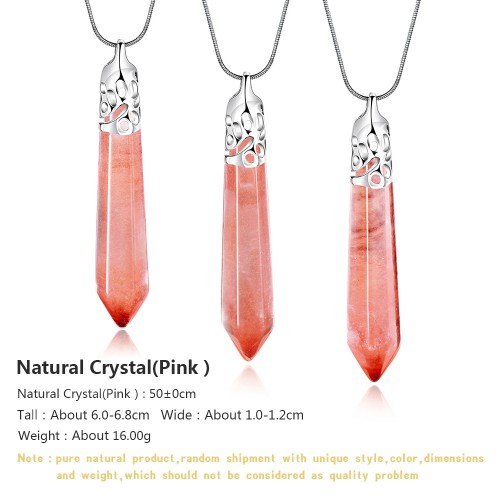 Natural Crystal(Pink )
Natural Crystal(Pink ) : 50±0cm
Tall : About 6.0-6.8cm Wide : About 1.0-1.2cm
Weight : About 16.00g
Note : pure natural product,random shipment with unique style,color,dimensions
and weight,which should not be considered as quality problem